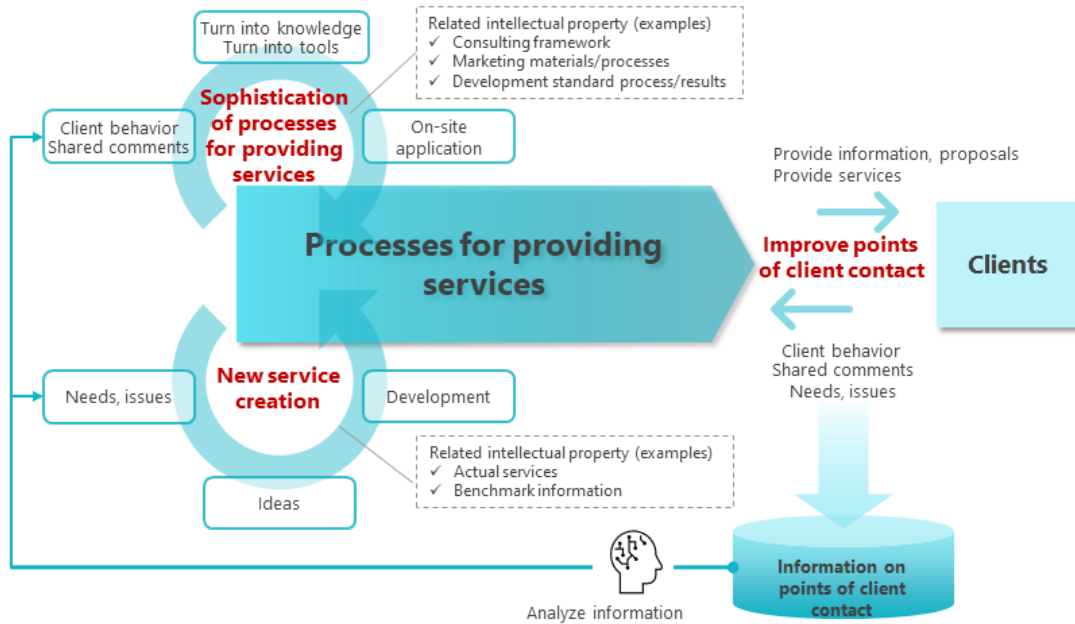 Turn into knowledge
Turn into tools
Related intellectual property (examples)
✓ Consulting framework
✓ Marketing materials/processes
✓ Development standard process/results
Sophistication
of processes
for providing
services
Client behavior
Shared comments
On-site
application
Provide information, proposals
Provide services
Processes for providing
services
Improve points
of client contact
Clients
Client behavior
Shared comments
Needs, issues
New service
creation
Needs, issues
Development
Related intellectual property (examples)
✓ Actual services
✓ Benchmark information
Ideas
Information on
points of client
contact
Analyze information